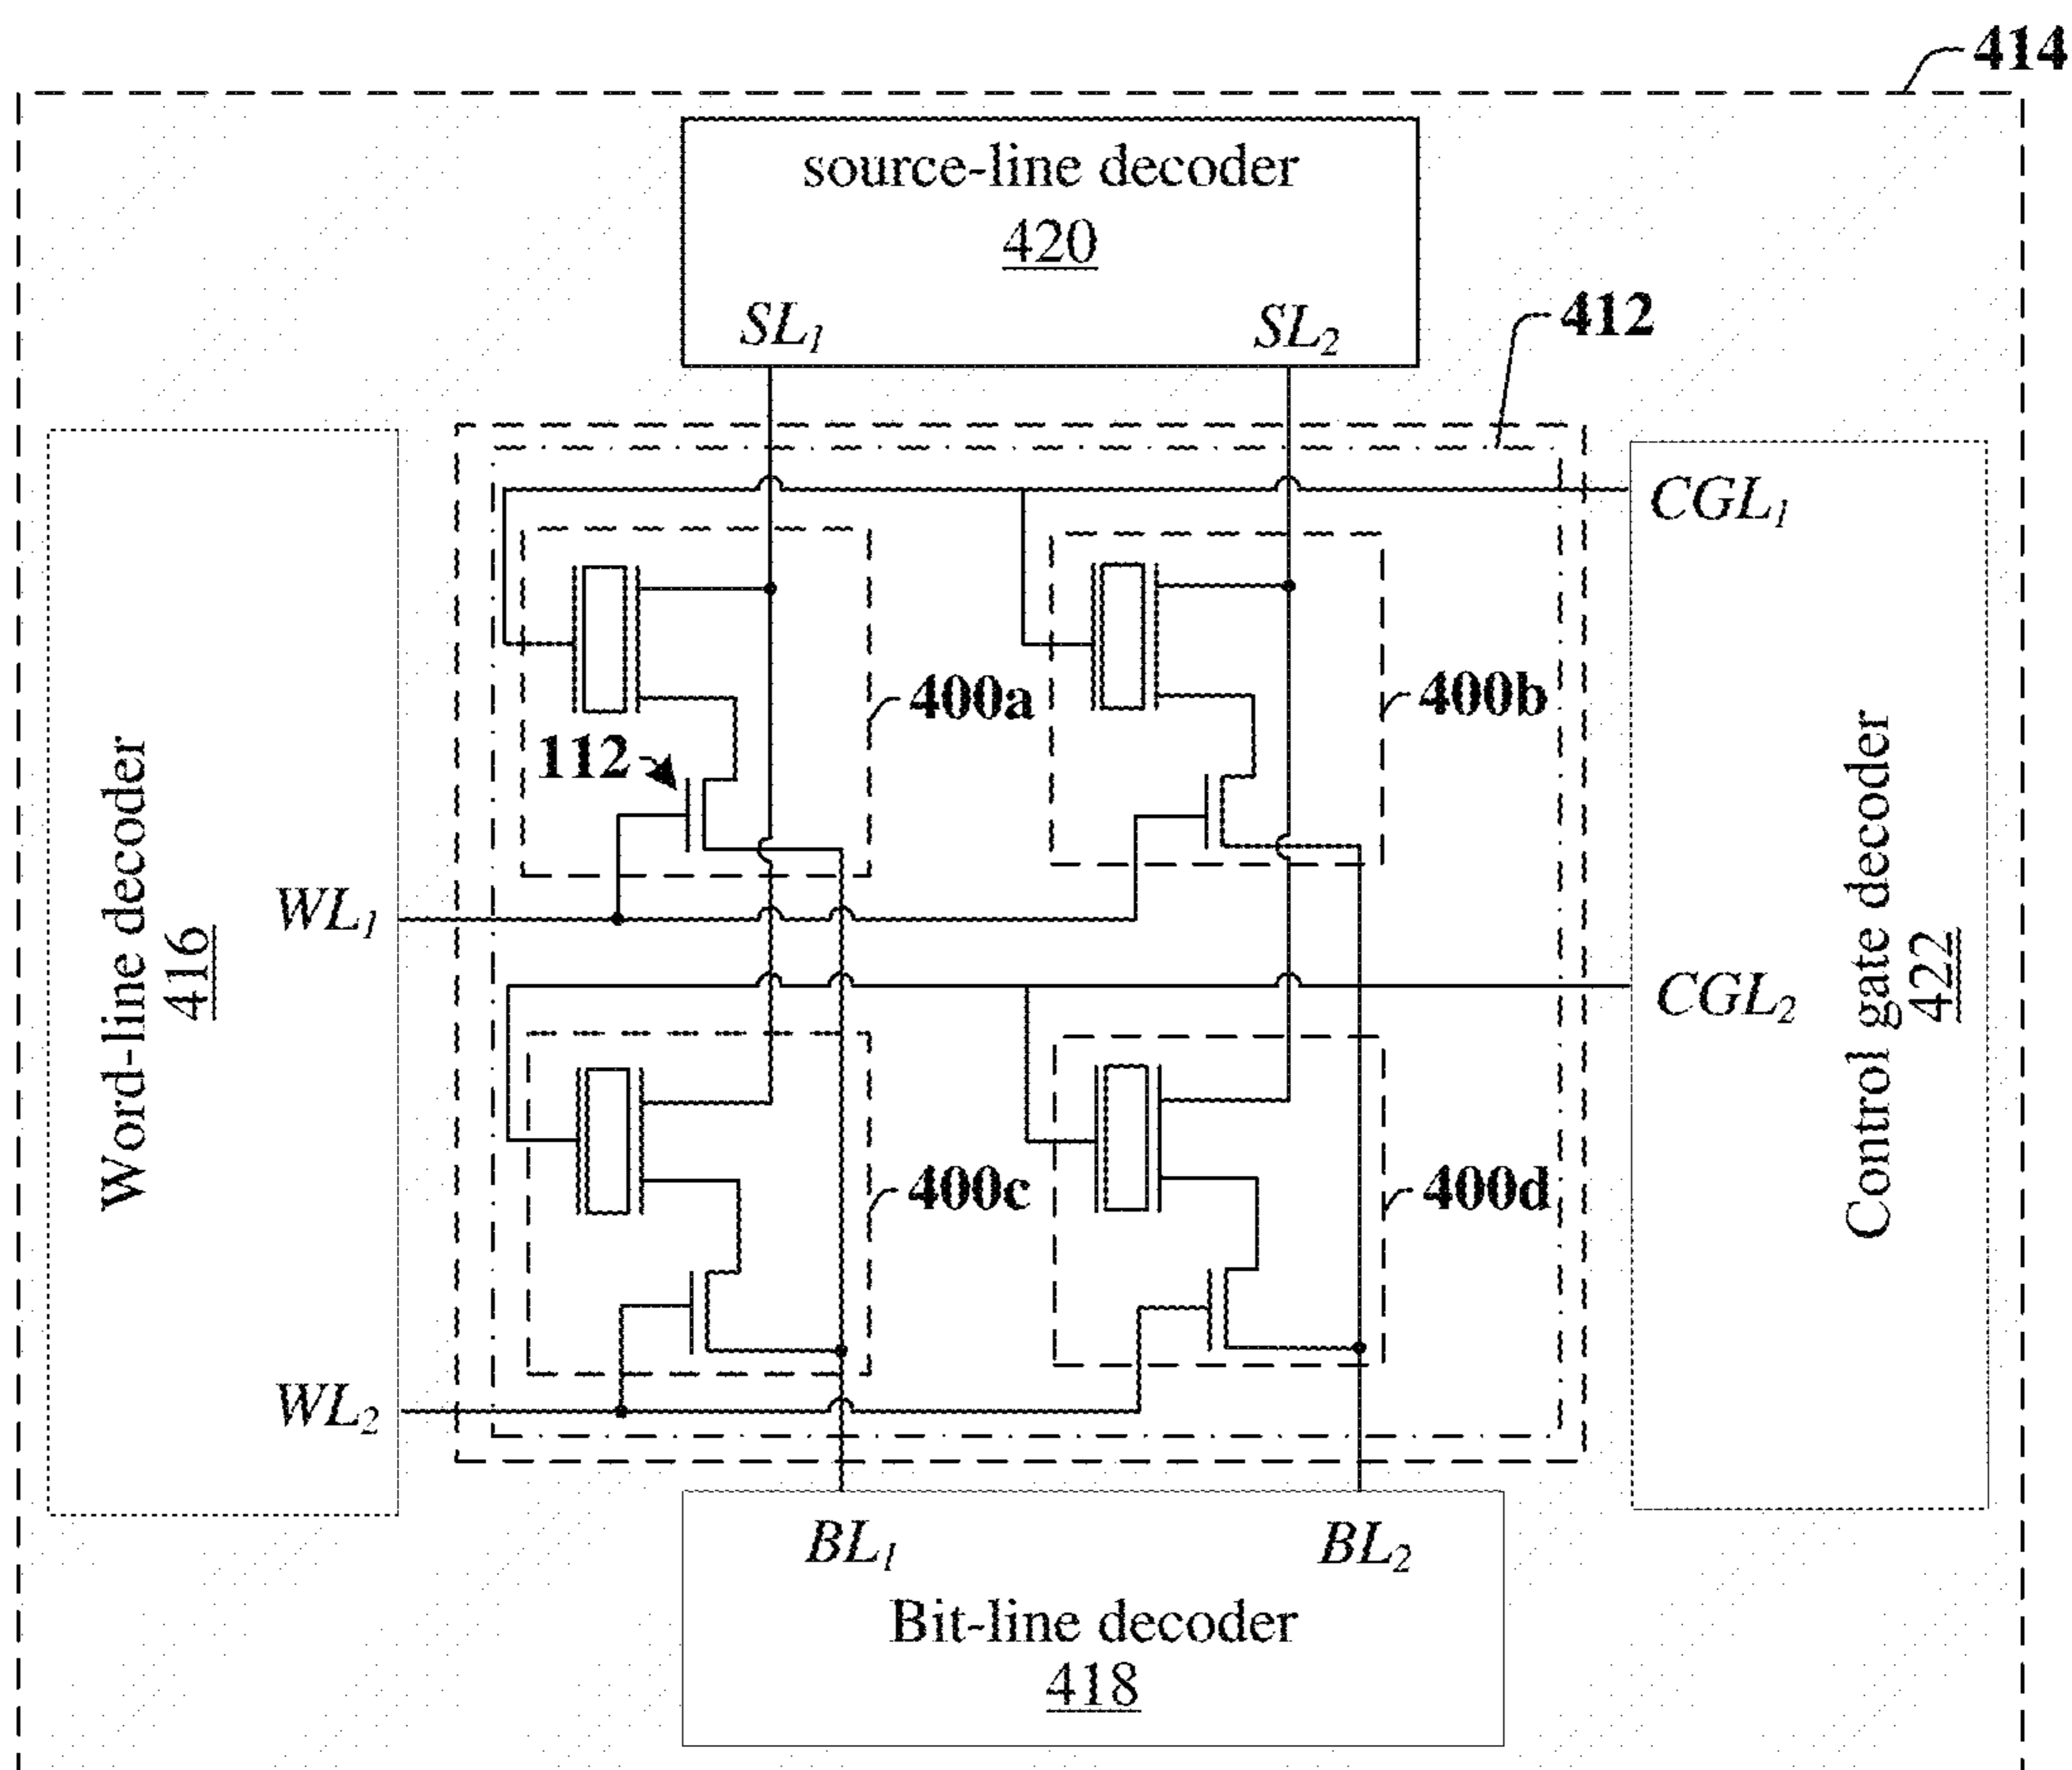 414
source-line decoder
420
SL1
SL2
412
CGL1
400a
400b
112
Word-line decoder
416
WL1
Control gate decoder
422
CGL2
400c
400d
WL2
BL1
BL2
Bit-line decoder
418